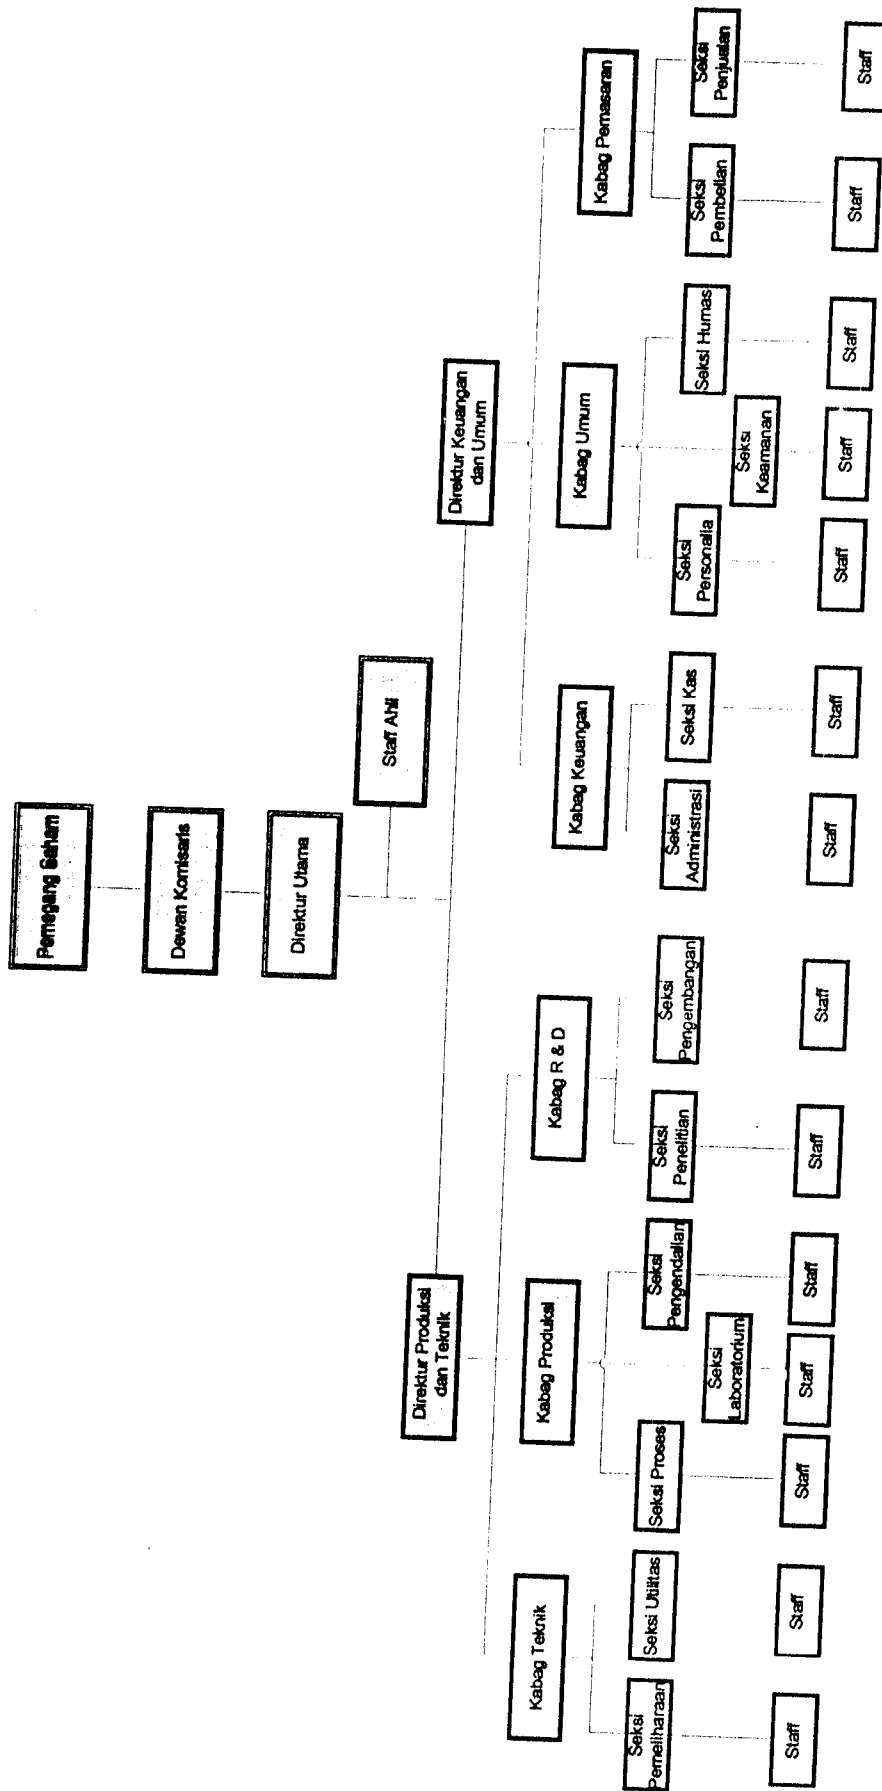 Pemegang Saham
Dewan Komisaris
Direktur Utama
Staff Ahli
Direktur Produksi
dan Teknik
Direktur Keuangan
dan Umum
Kabag Teknik
Kabag Produksi
Kabag R & D
Kabag Keuangan
Kabag Umum
Kabag Pemasaran
Seksi
Pemeliharaan
Seksi Utilitas
Seksi Proses
Seksi
Laboratorium
Seksi
Pengendalian
Seksi
Penelitian
Seksi
Pengembangan
Seksi
Administrasi
Seksi Kas
Seksi
Personalia
Seksi
Keamanan
Seksi Humas
Seksi
Pembelian
Seksi
Penjualan
Staff
Staff
Staff
Staff
Staff
Staff
Staff
Staff
Staff
Staff
Staff
Staff
Staff
Staff